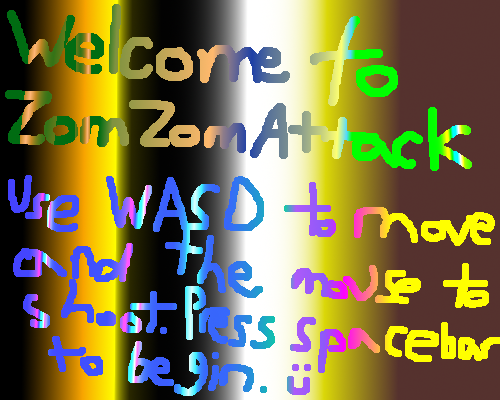 Welcome to
ZomZomAttack
Use WASD to move
and the mouse to
shoot. Press spacebar
to begin. ü